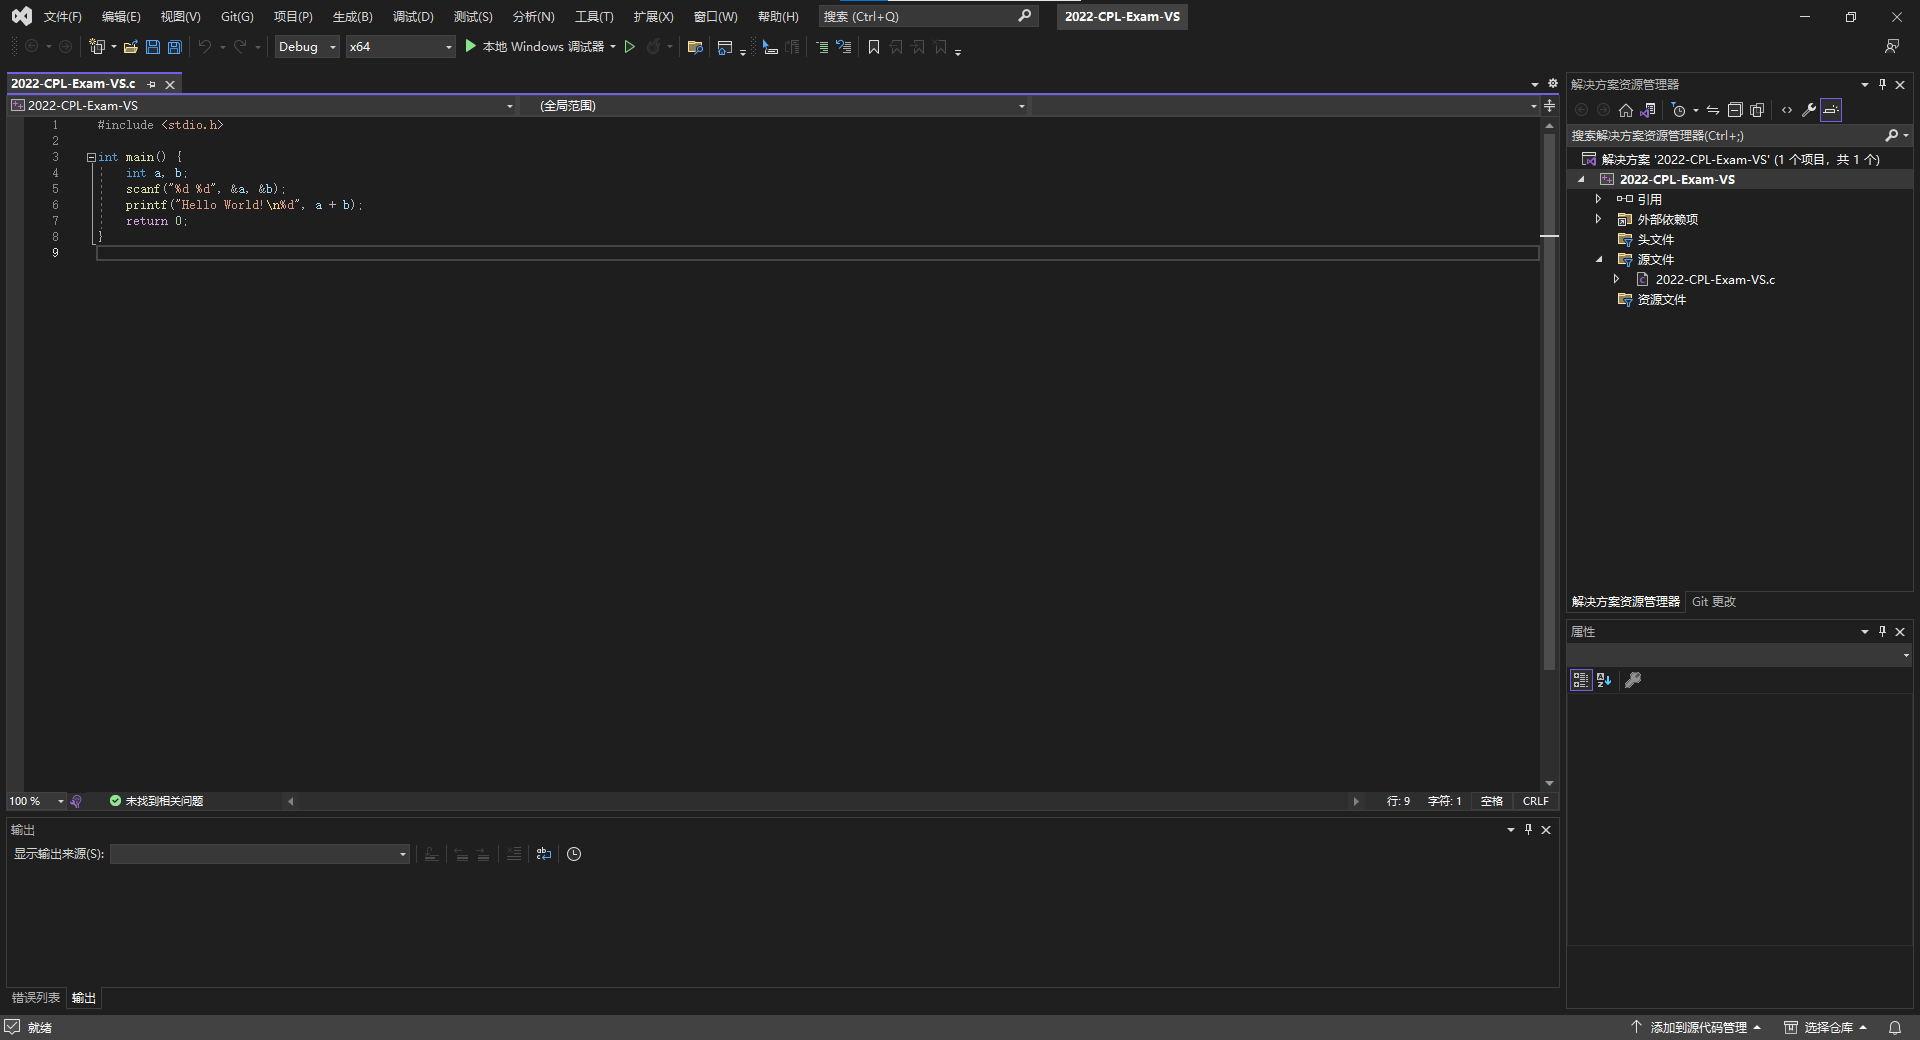 文件(F) 编辑(E) 视图(V) Git(G) 项目(P) 生成(B) 调试(D) 测试(S) 分析(N) 工具(T) 扩展(X) 窗口(W) 帮助(H) 搜索 (Ctrl+Q) 2022-CPL-Exam-VS
Debug x64 本地 Windows 调试器
2022-CPL-Exam-VS.c
2022-CPL-Exam-VS (全局范围)
1 #include <stdio.h>
2
3 int main() {
4 int a, b;
5 scanf("%d %d", &a, &b);
6 printf("Hello World!\n%d", a + b);
7 return 0;
8 }
9
100 % 未找到相关问题 行: 9 字符: 1 空格 CRLF
输出
显示输出来源(S):
错误列表 输出
解决方案资源管理器
搜索解决方案资源管理器(Ctrl+;)
解决方案 '2022-CPL-Exam-VS' (1 个项目，共 1 个)
2022-CPL-Exam-VS
引用
外部依赖项
头文件
源文件
2022-CPL-Exam-VS.c
资源文件
解决方案资源管理器 Git 更改
属性
就绪 添加到源代码管理 选择仓库